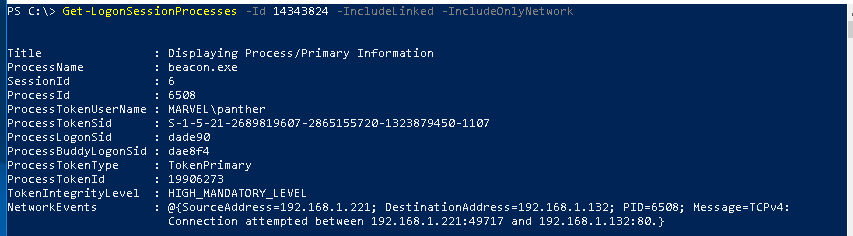 PS C:\> Get-LogonSessionProcesses -Id 14343824 -IncludeLinked -IncludeOnlyNetwork
Title : Displaying Process/Primary Information
ProcessName : beacon.exe
SessionId : 6
ProcessId : 6508
ProcessTokenUserName : MARVEL\panther
ProcessTokenSid : S-1-5-21-2689819607-2865155720-1323879450-1107
ProcessLogonSid : dade90
ProcessBuddyLogonSid : dae8f4
ProcessTokenType : TokenPrimary
ProcessTokenId : 19906273
TokenIntegrityLevel : HIGH_MANDATORY_LEVEL
NetworkEvents : @{SourceAddress=192.168.1.221; DestinationAddress=192.168.1.132; PID=6508; Message=TCPv4:
Connection attempted between 192.168.1.221:49717 and 192.168.1.132:80.}